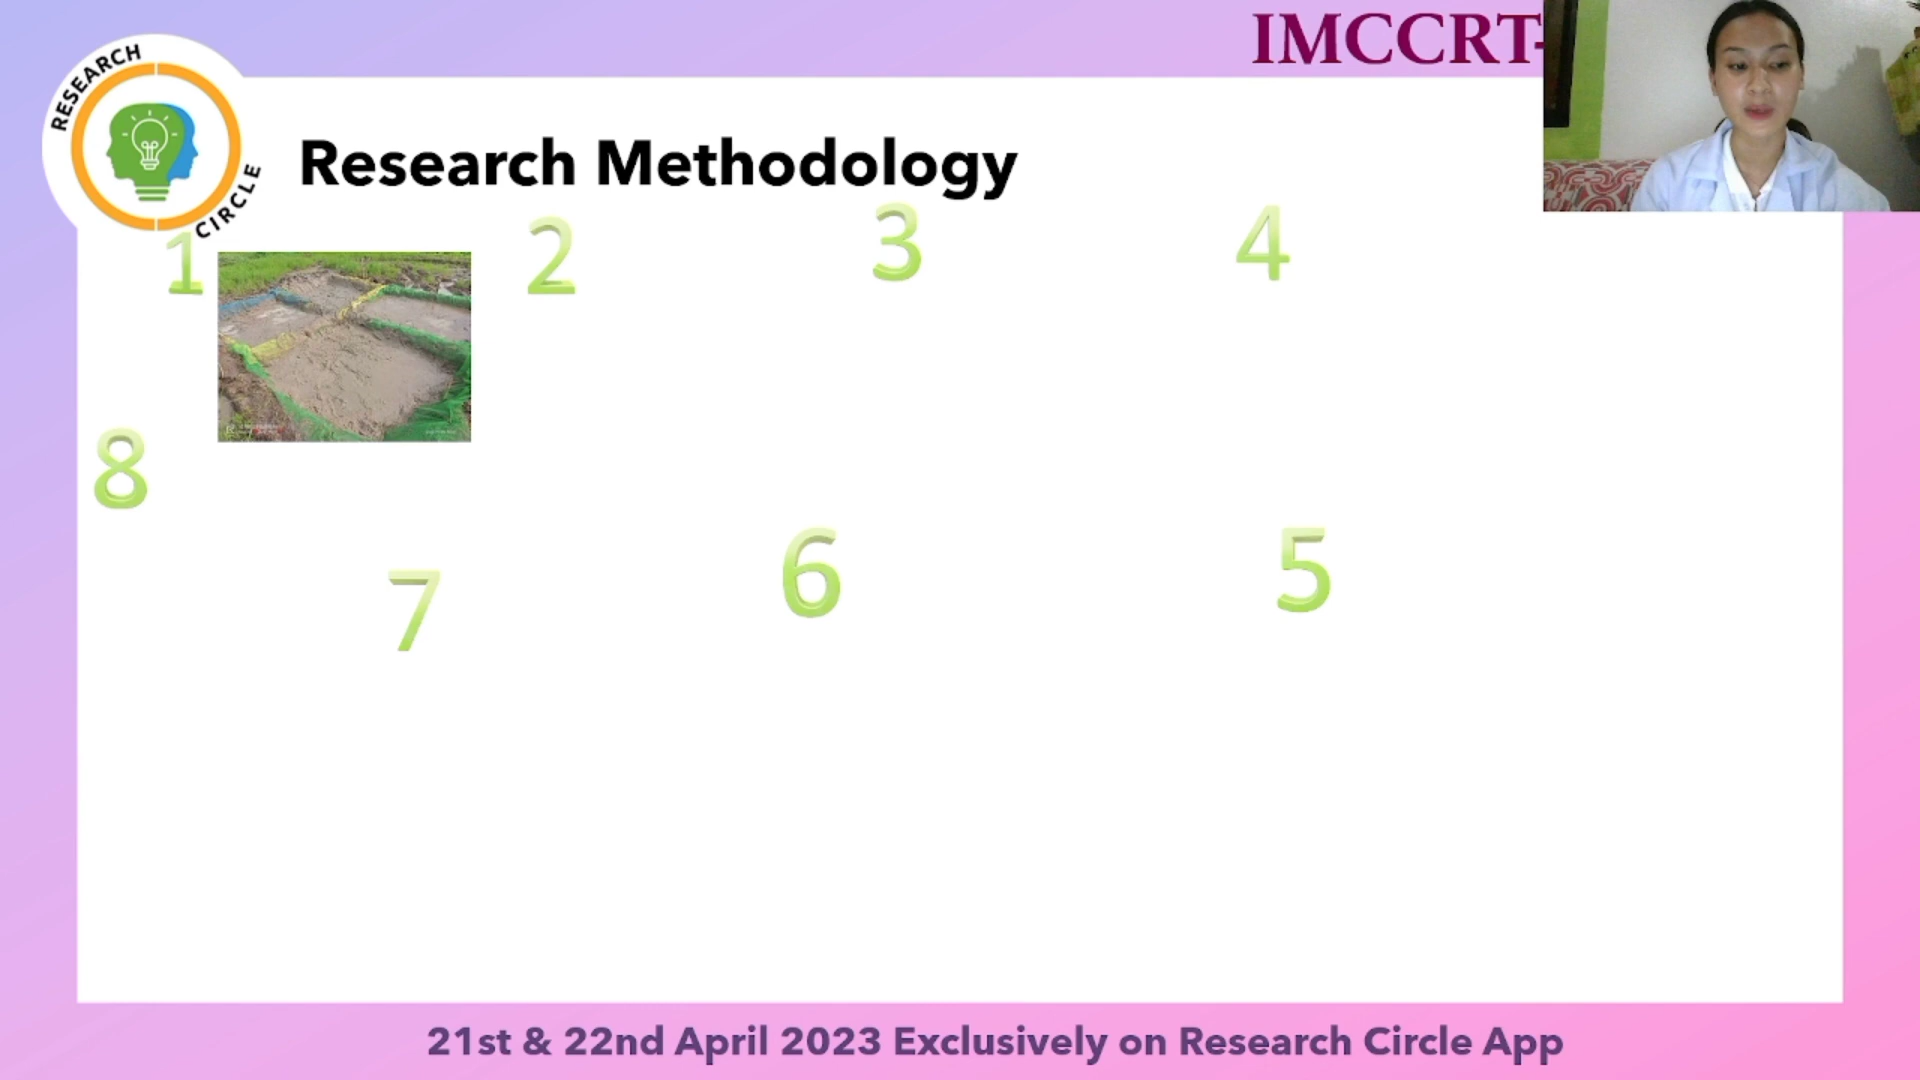 IMCCRT-
RESEARCH
CIRCLE
Research Methodology
1
2
3
4
8
7
6
5
21st & 22nd April 2023 Exclusively on Research Circle App